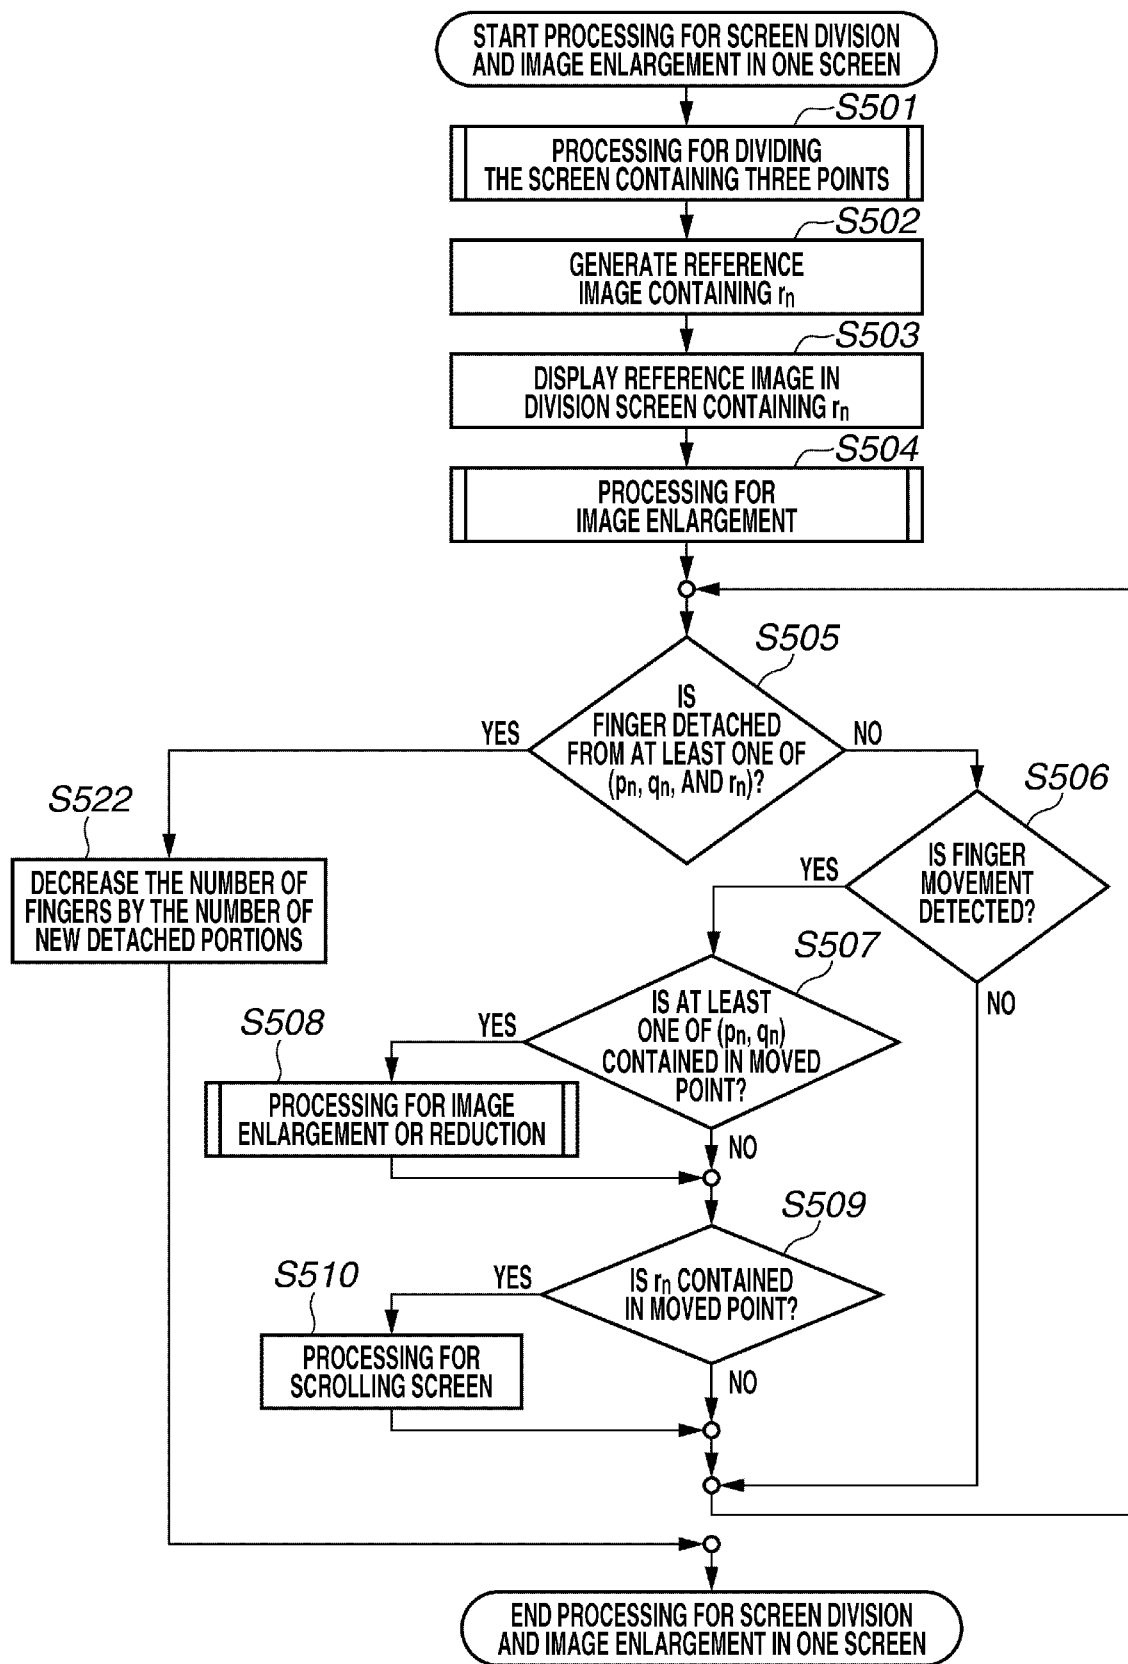 START PROCESSING FOR SCREEN DIVISION
AND IMAGE ENLARGEMENT IN ONE SCREEN
S501
PROCESSING FOR DIVIDING
THE SCREEN CONTAINING THREE POINTS
S502
GENERATE REFERENCE
IMAGE CONTAINING rn
S503
DISPLAY REFERENCE IMAGE IN
DIVISION SCREEN CONTAINING rn
S504
PROCESSING FOR
IMAGE ENLARGEMENT
S505
IS
FINGER DETACHED
FROM AT LEAST ONE OF
(pn, qn, AND rn)?
YES
NO
S522
DECREASE THE NUMBER OF
FINGERS BY THE NUMBER OF
NEW DETACHED PORTIONS
S506
IS FINGER
MOVEMENT
DETECTED?
YES
NO
S507
IS AT LEAST
ONE OF (pn, qn)
CONTAINED IN MOVED
POINT?
YES
NO
S508
PROCESSING FOR IMAGE
ENLARGEMENT OR REDUCTION
S509
IS rn CONTAINED
IN MOVED POINT?
YES
NO
S510
PROCESSING FOR
SCROLLING SCREEN
END PROCESSING FOR SCREEN DIVISION
AND IMAGE ENLARGEMENT IN ONE SCREEN